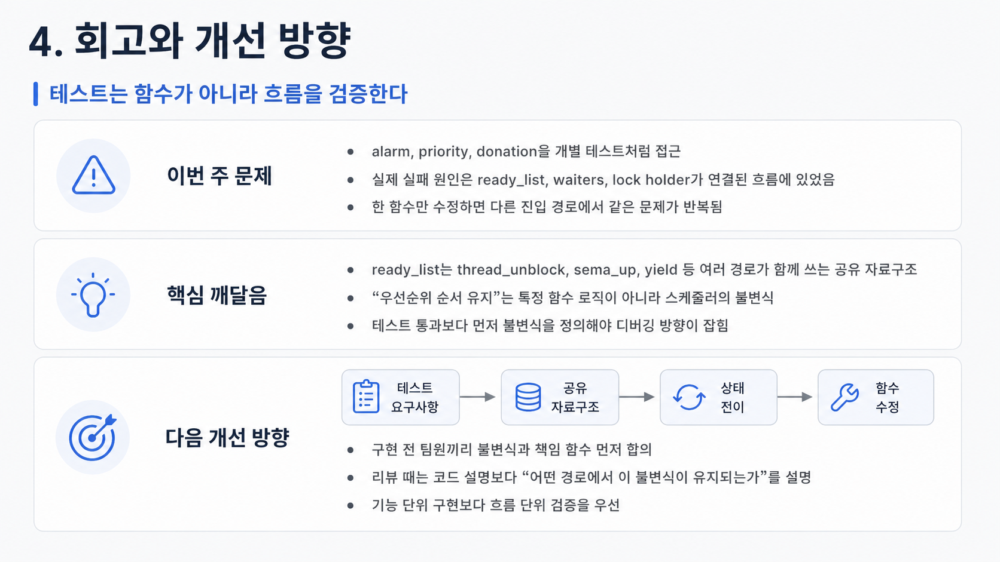 4. 회고와 개선 방향
테스트는 함수가 아니라 흐름을 검증한다
이번 주 문제
• alarm, priority, donation을 개별 테스트처럼 접근
• 실제 실패 원인은 ready_list, waiters, lock holder가 연결된 흐름에 있었음
• 한 함수만 수정하면 다른 진입 경로에서 같은 문제가 반복됨
핵심 깨달음
• ready_list는 thread_unblock, sema_up, yield 등 여러 경로가 함께 쓰는 공유 자료구조
• “우선순위 순서 유지”는 특정 함수 로직이 아니라 스케줄러의 불변식
• 테스트 통과보다 먼저 불변식을 정의해야 디버깅 방향이 잡힘
다음 개선 방향
테스트
요구사항
공유
자료구조
상태
전이
함수
수정
• 구현 전 팀원끼리 불변식과 책임 함수 먼저 합의
• 리뷰 때는 코드 설명보다 “어떤 경로에서 이 불변식이 유지되는가”를 설명
• 기능 단위 구현보다 흐름 단위 검증을 우선